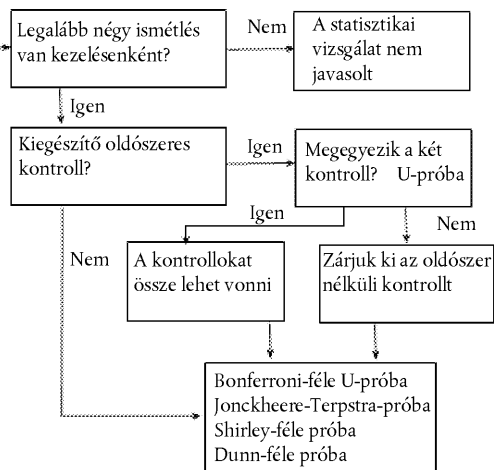 Legalább négy ismétlés
van kezelésenként?
Nem
A statisztikai
vizsgálat nem
javasolt
Igen
Kiegészítő oldószeres
kontroll?
Igen
Megegyezik a két
kontroll? U-próba
Igen
Nem
Nem
A kontrollokat
össze lehet vonni
Zárjuk ki az oldószer
nélküli kontrollt
Bonferroni-féle U-próba
Jonckheere-Terpstra-próba
Shirley-féle próba
Dunn-féle próba